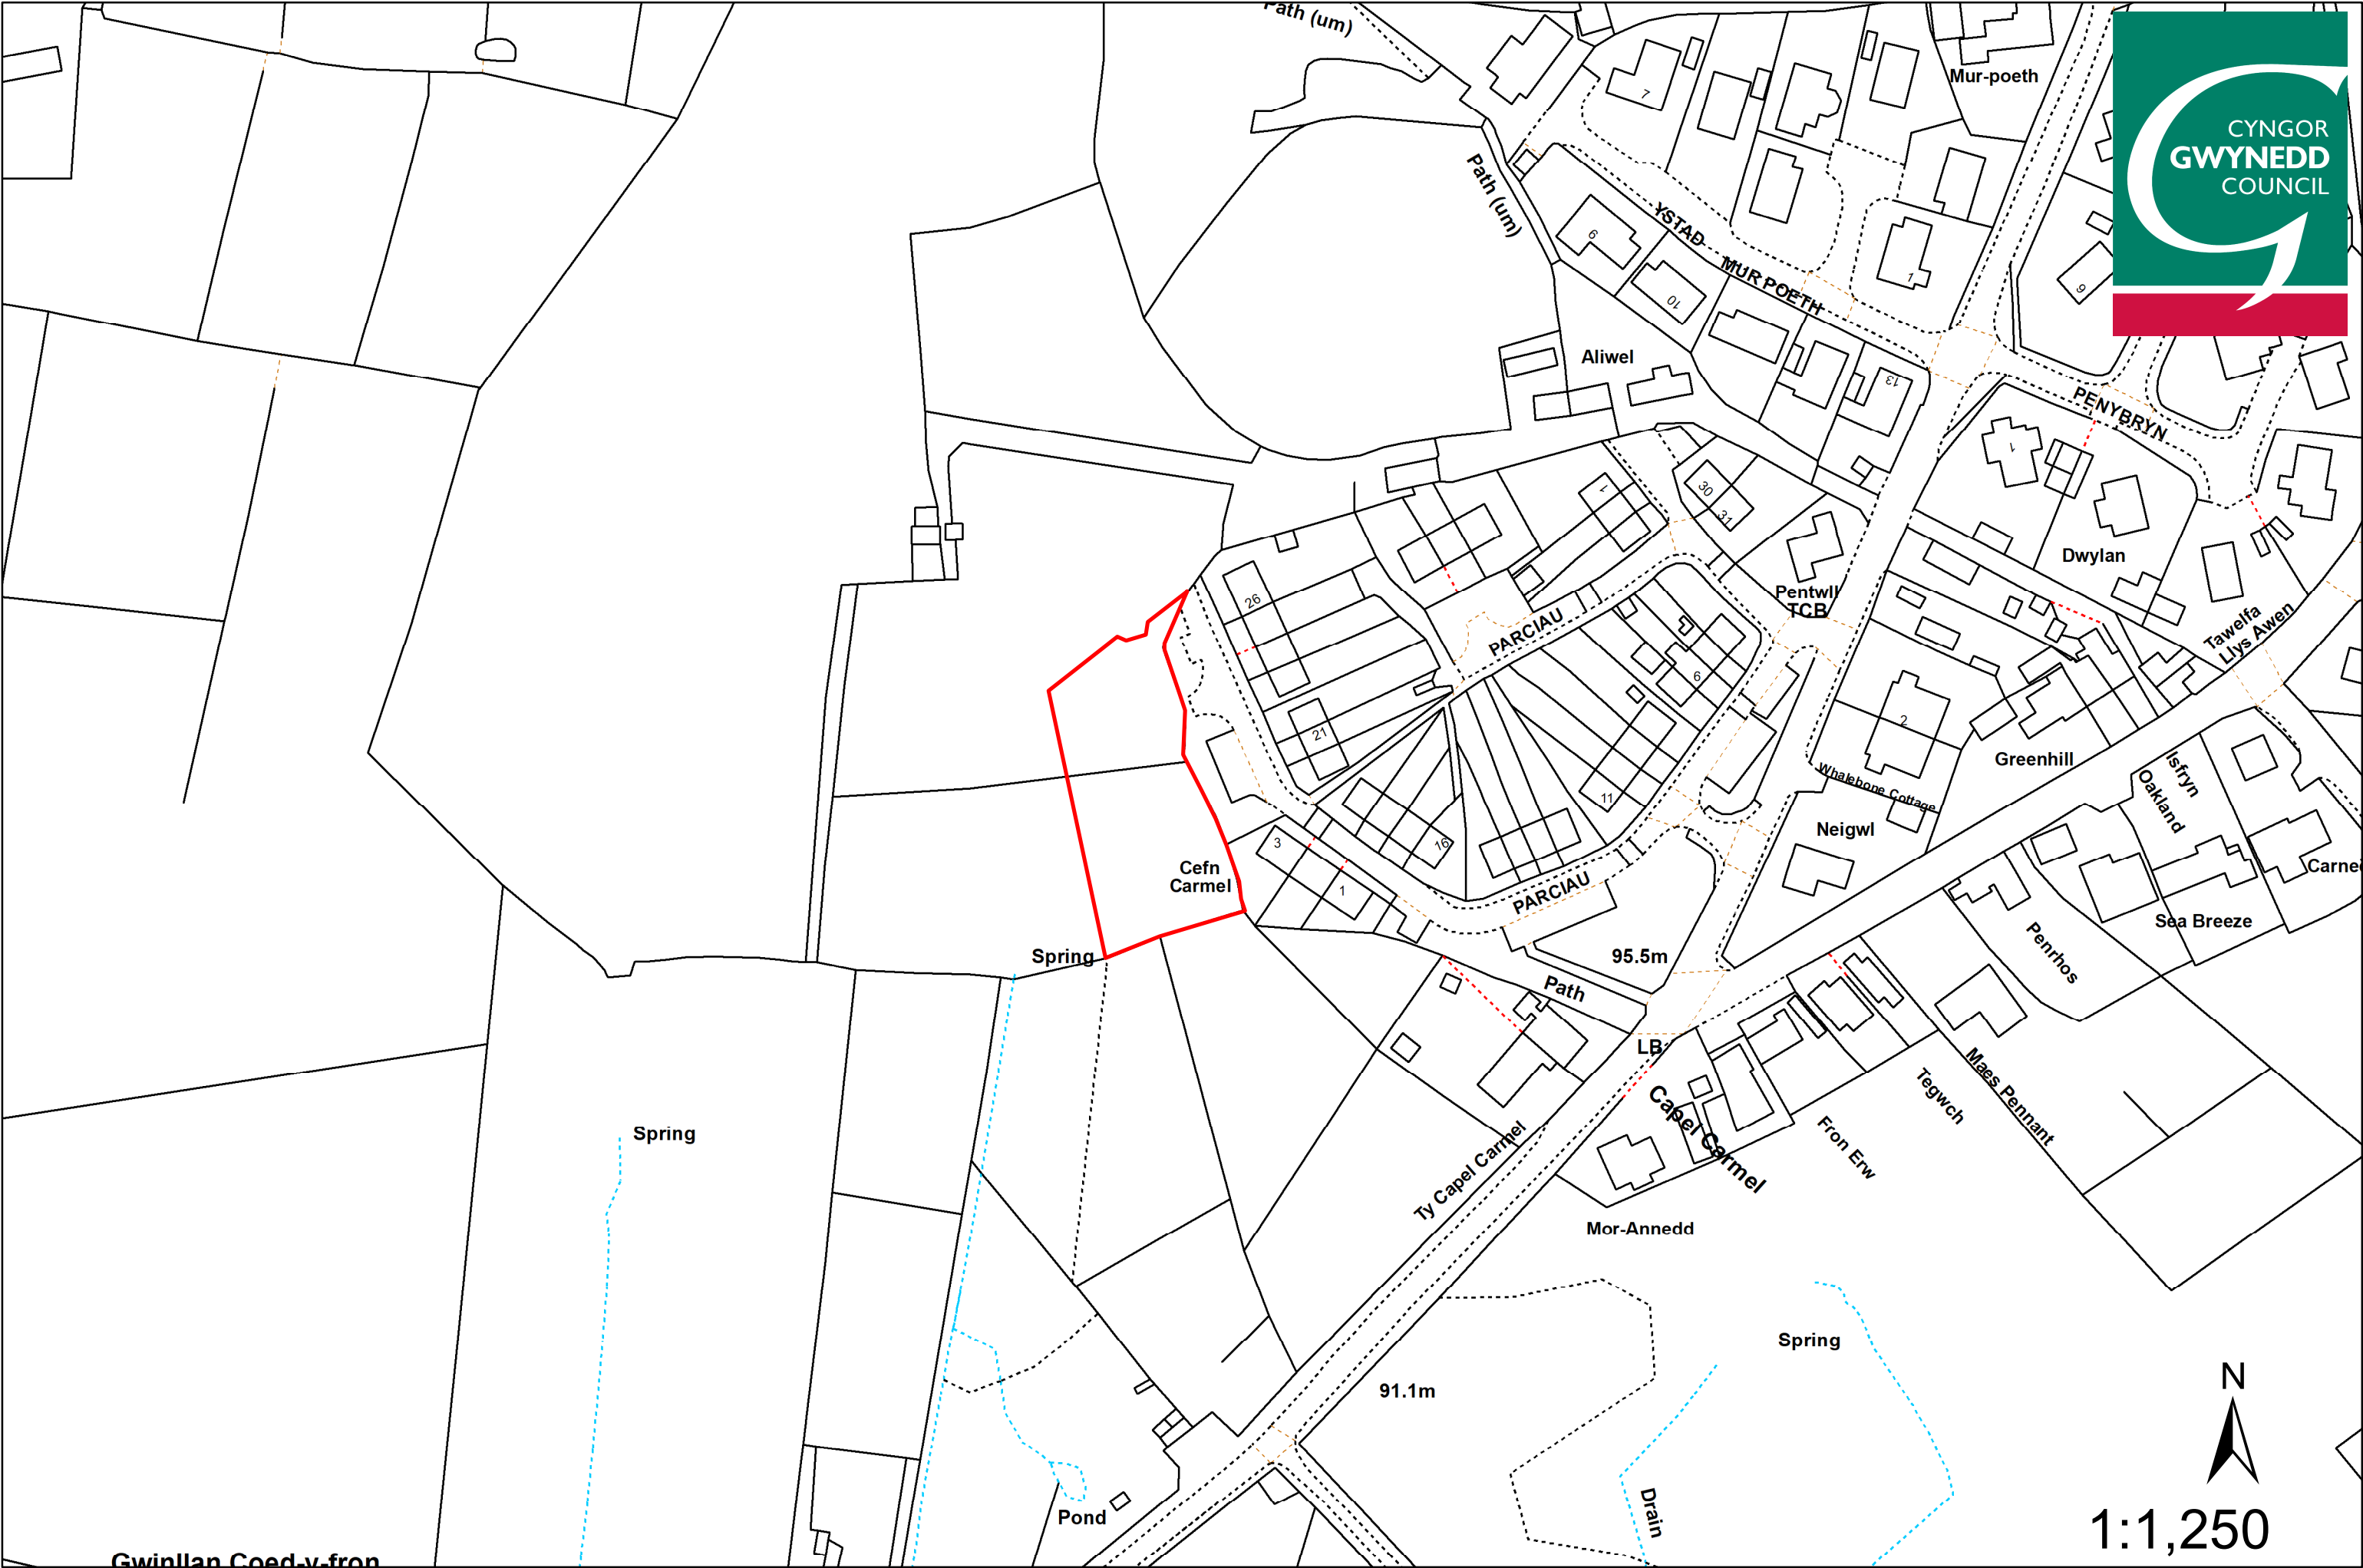 Path (um)
Mur-poeth
CYNGOR
GWYNEDD
COUNCIL
7
Path (um)
YSTAD
MUR POETH
6
10
1
9
Aliwel
13
PENYBRYN
1
1
30
31
Dwylan
Pentwll
TCB
26
PARCIAU
Tawelfa
Llys Awen
6
2
21
Greenhill
Whalebone Cottage
Isfryn
Oakland
11
Neigwl
3
16
Cefn
Carmel
1
PARCIAU
Carne
Sea Breeze
Penrhos
Spring
95.5m
Path
LB
Capel Carmel
Tegwch
Maes Pennant
Fron Erw
Spring
Ty Capel Carmel
Mor-Annedd
Spring
91.1m
N
Pond
Drain
1:1,250
Gwinllan Coed-y-fron